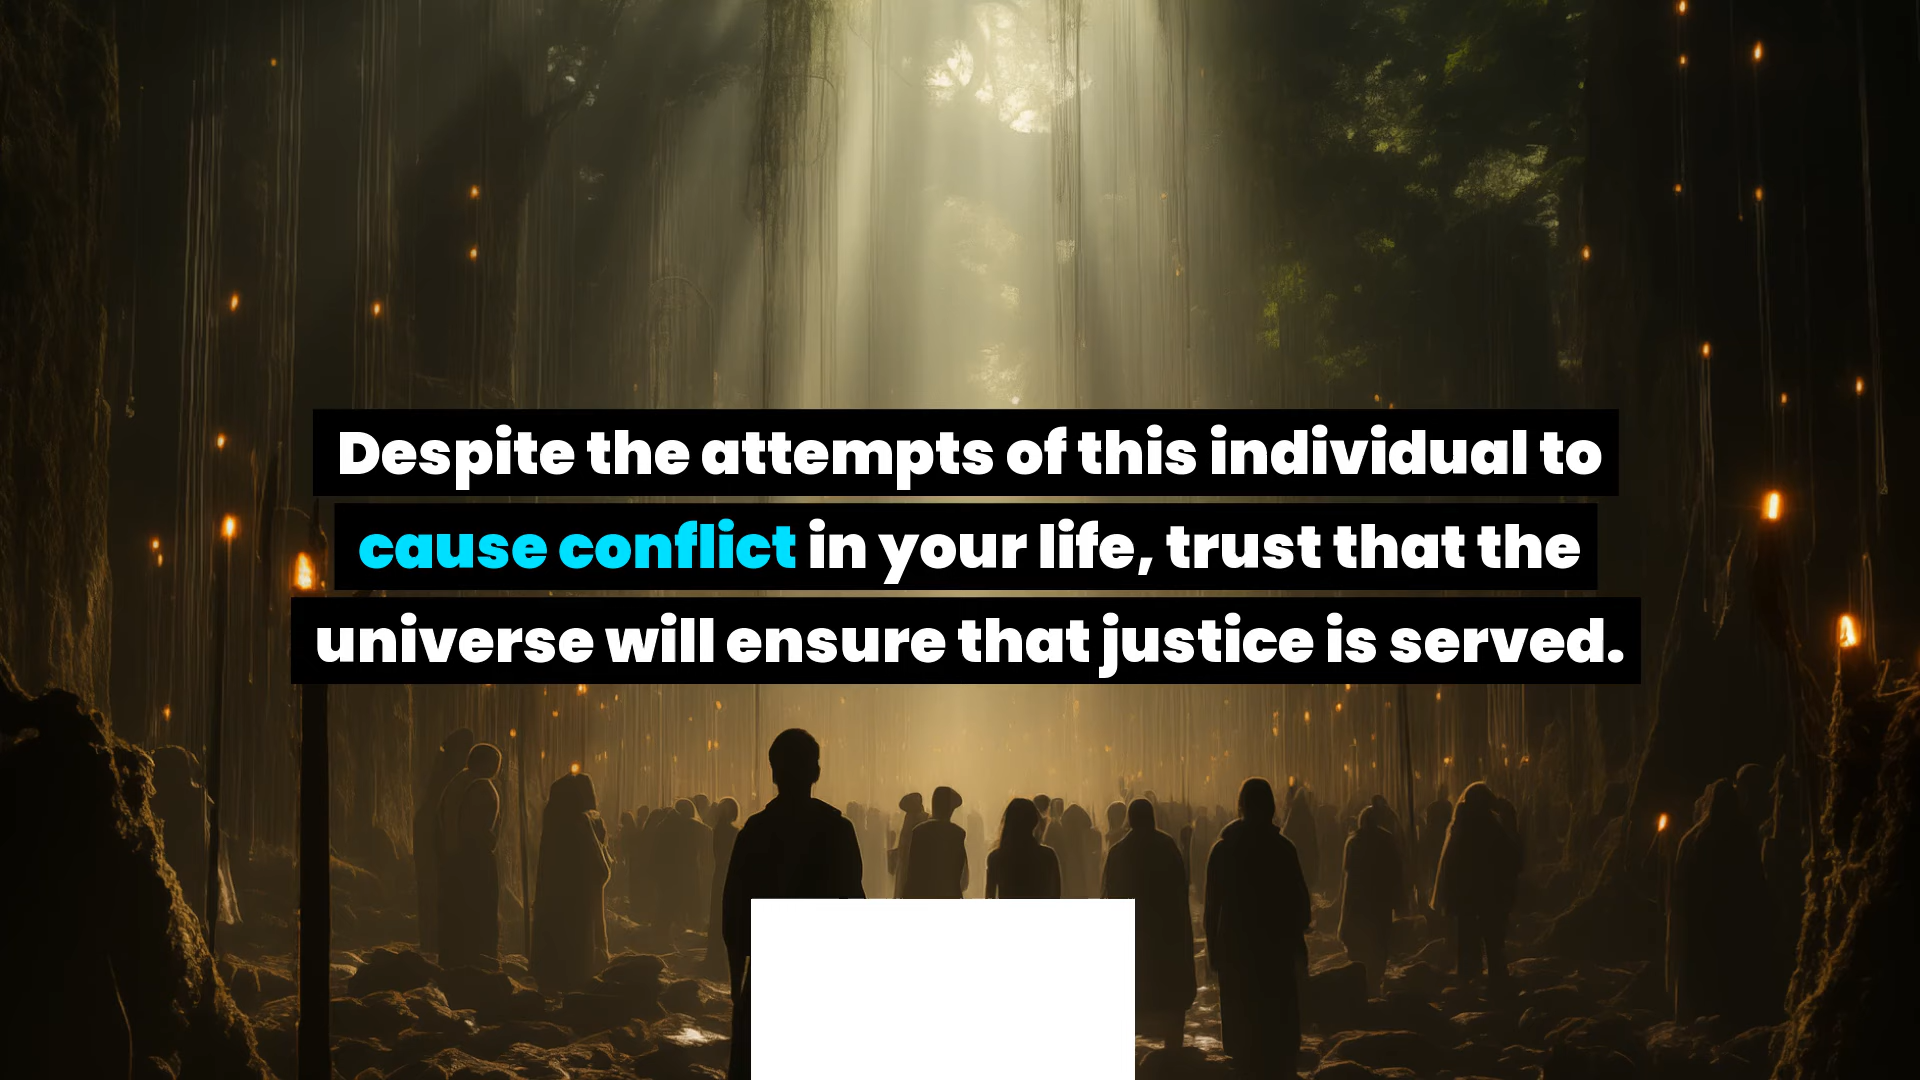 Despite the attempts of this individual to
cause conflict in your life, trust that the
universe will ensure that justice is served.